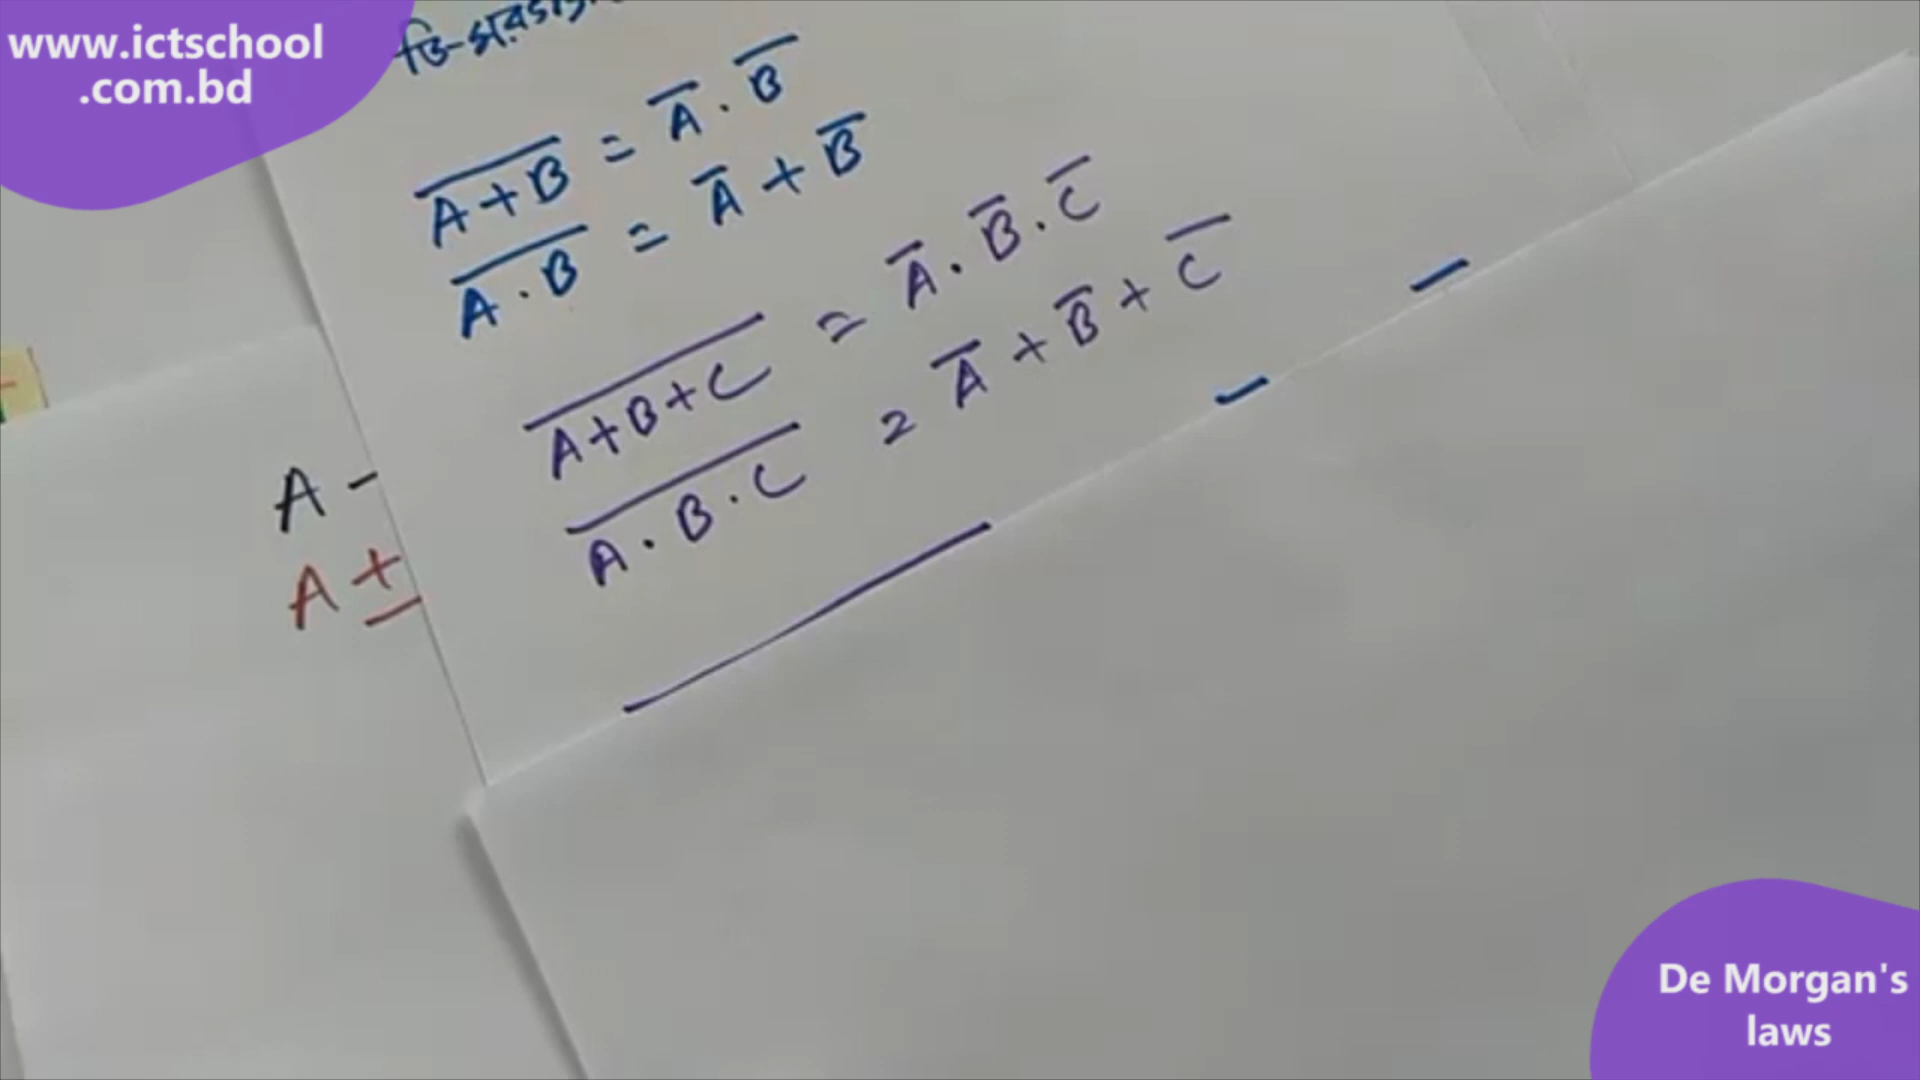 www.ictschool
.com.bd
A̅+̅B̅ = A̅ . B̅
A̅ ̅.̅ ̅B̅ = A̅ + B̅
A̅+̅B̅+̅C̅ = A̅ . B̅ . C̅
A̅ ̅.̅ ̅B̅ ̅.̅ ̅C̅ = A̅ + B̅ + C̅
A -
A +
De Morgan's
laws